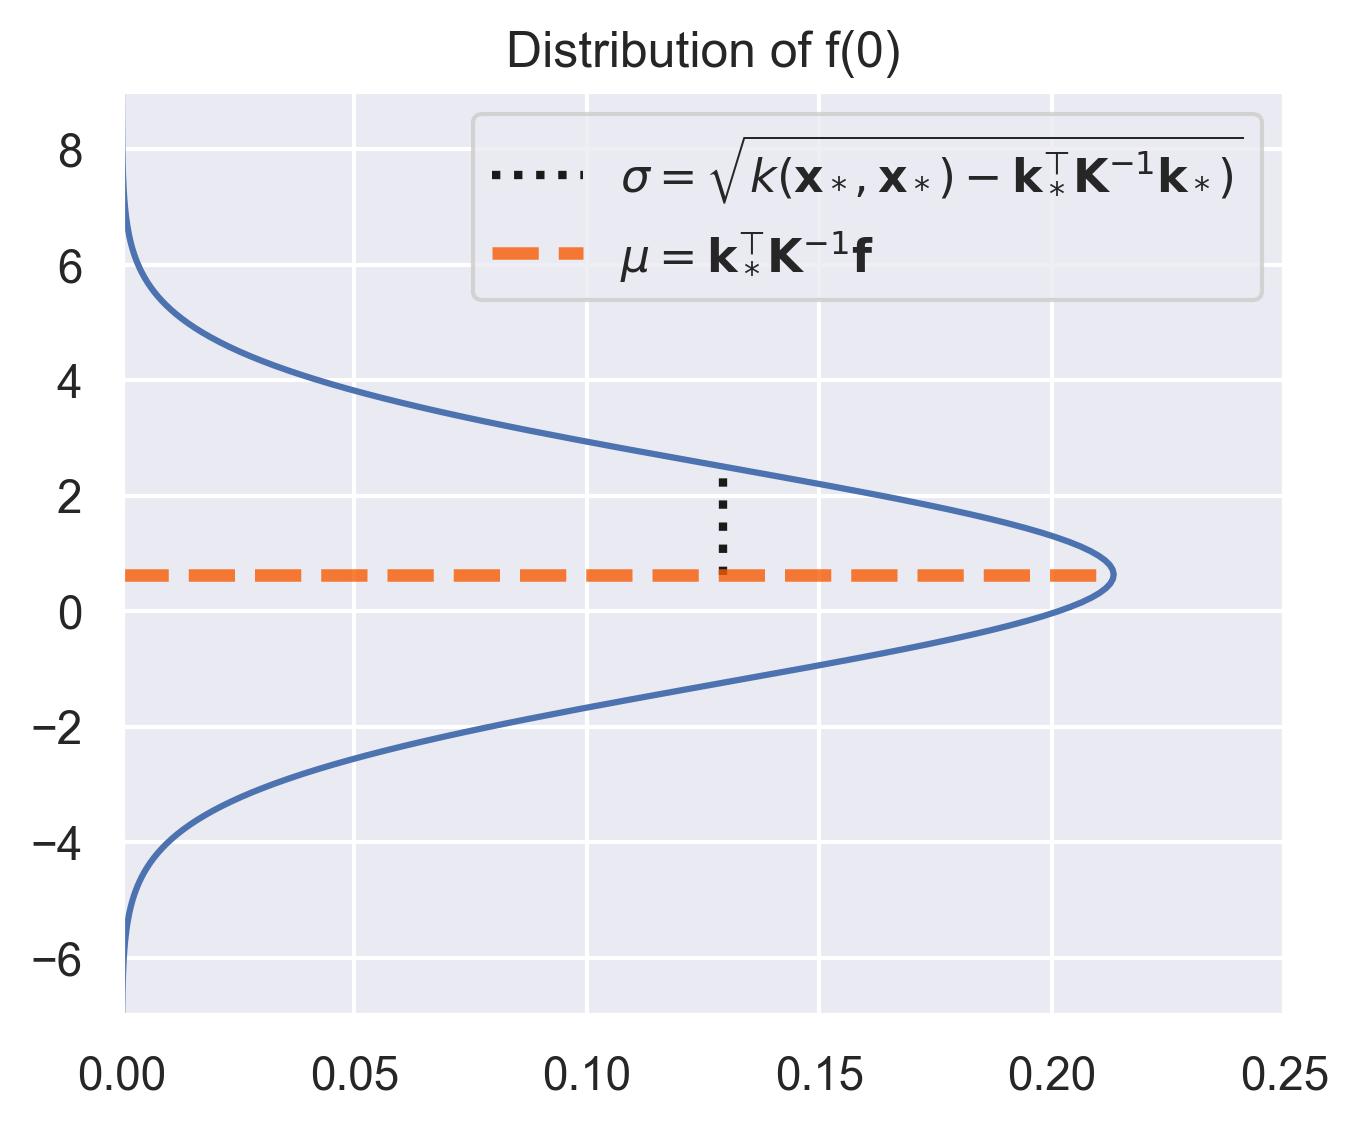 Distribution of f(0)
σ = √k(𝐱∗, 𝐱∗) − 𝐤∗⊤𝐊−1𝐤∗)
μ = 𝐤∗⊤𝐊−1𝐟
8
6
4
2
0
−2
−4
−6
0.00 0.05 0.10 0.15 0.20 0.25